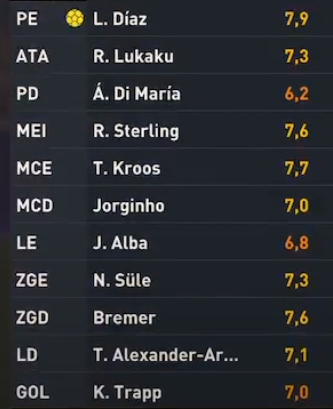 PE L. Díaz 7,9
ATA R. Lukaku 7,3
PD Á. Di María 6,2
MEI R. Sterling 7,6
MCE T. Kroos 7,7
MCD Jorginho 7,0
LE J. Alba 6,8
ZGE N. Süle 7,3
ZGD Bremer 7,6
LD T. Alexander-Ar... 7,1
GOL K. Trapp 7,0